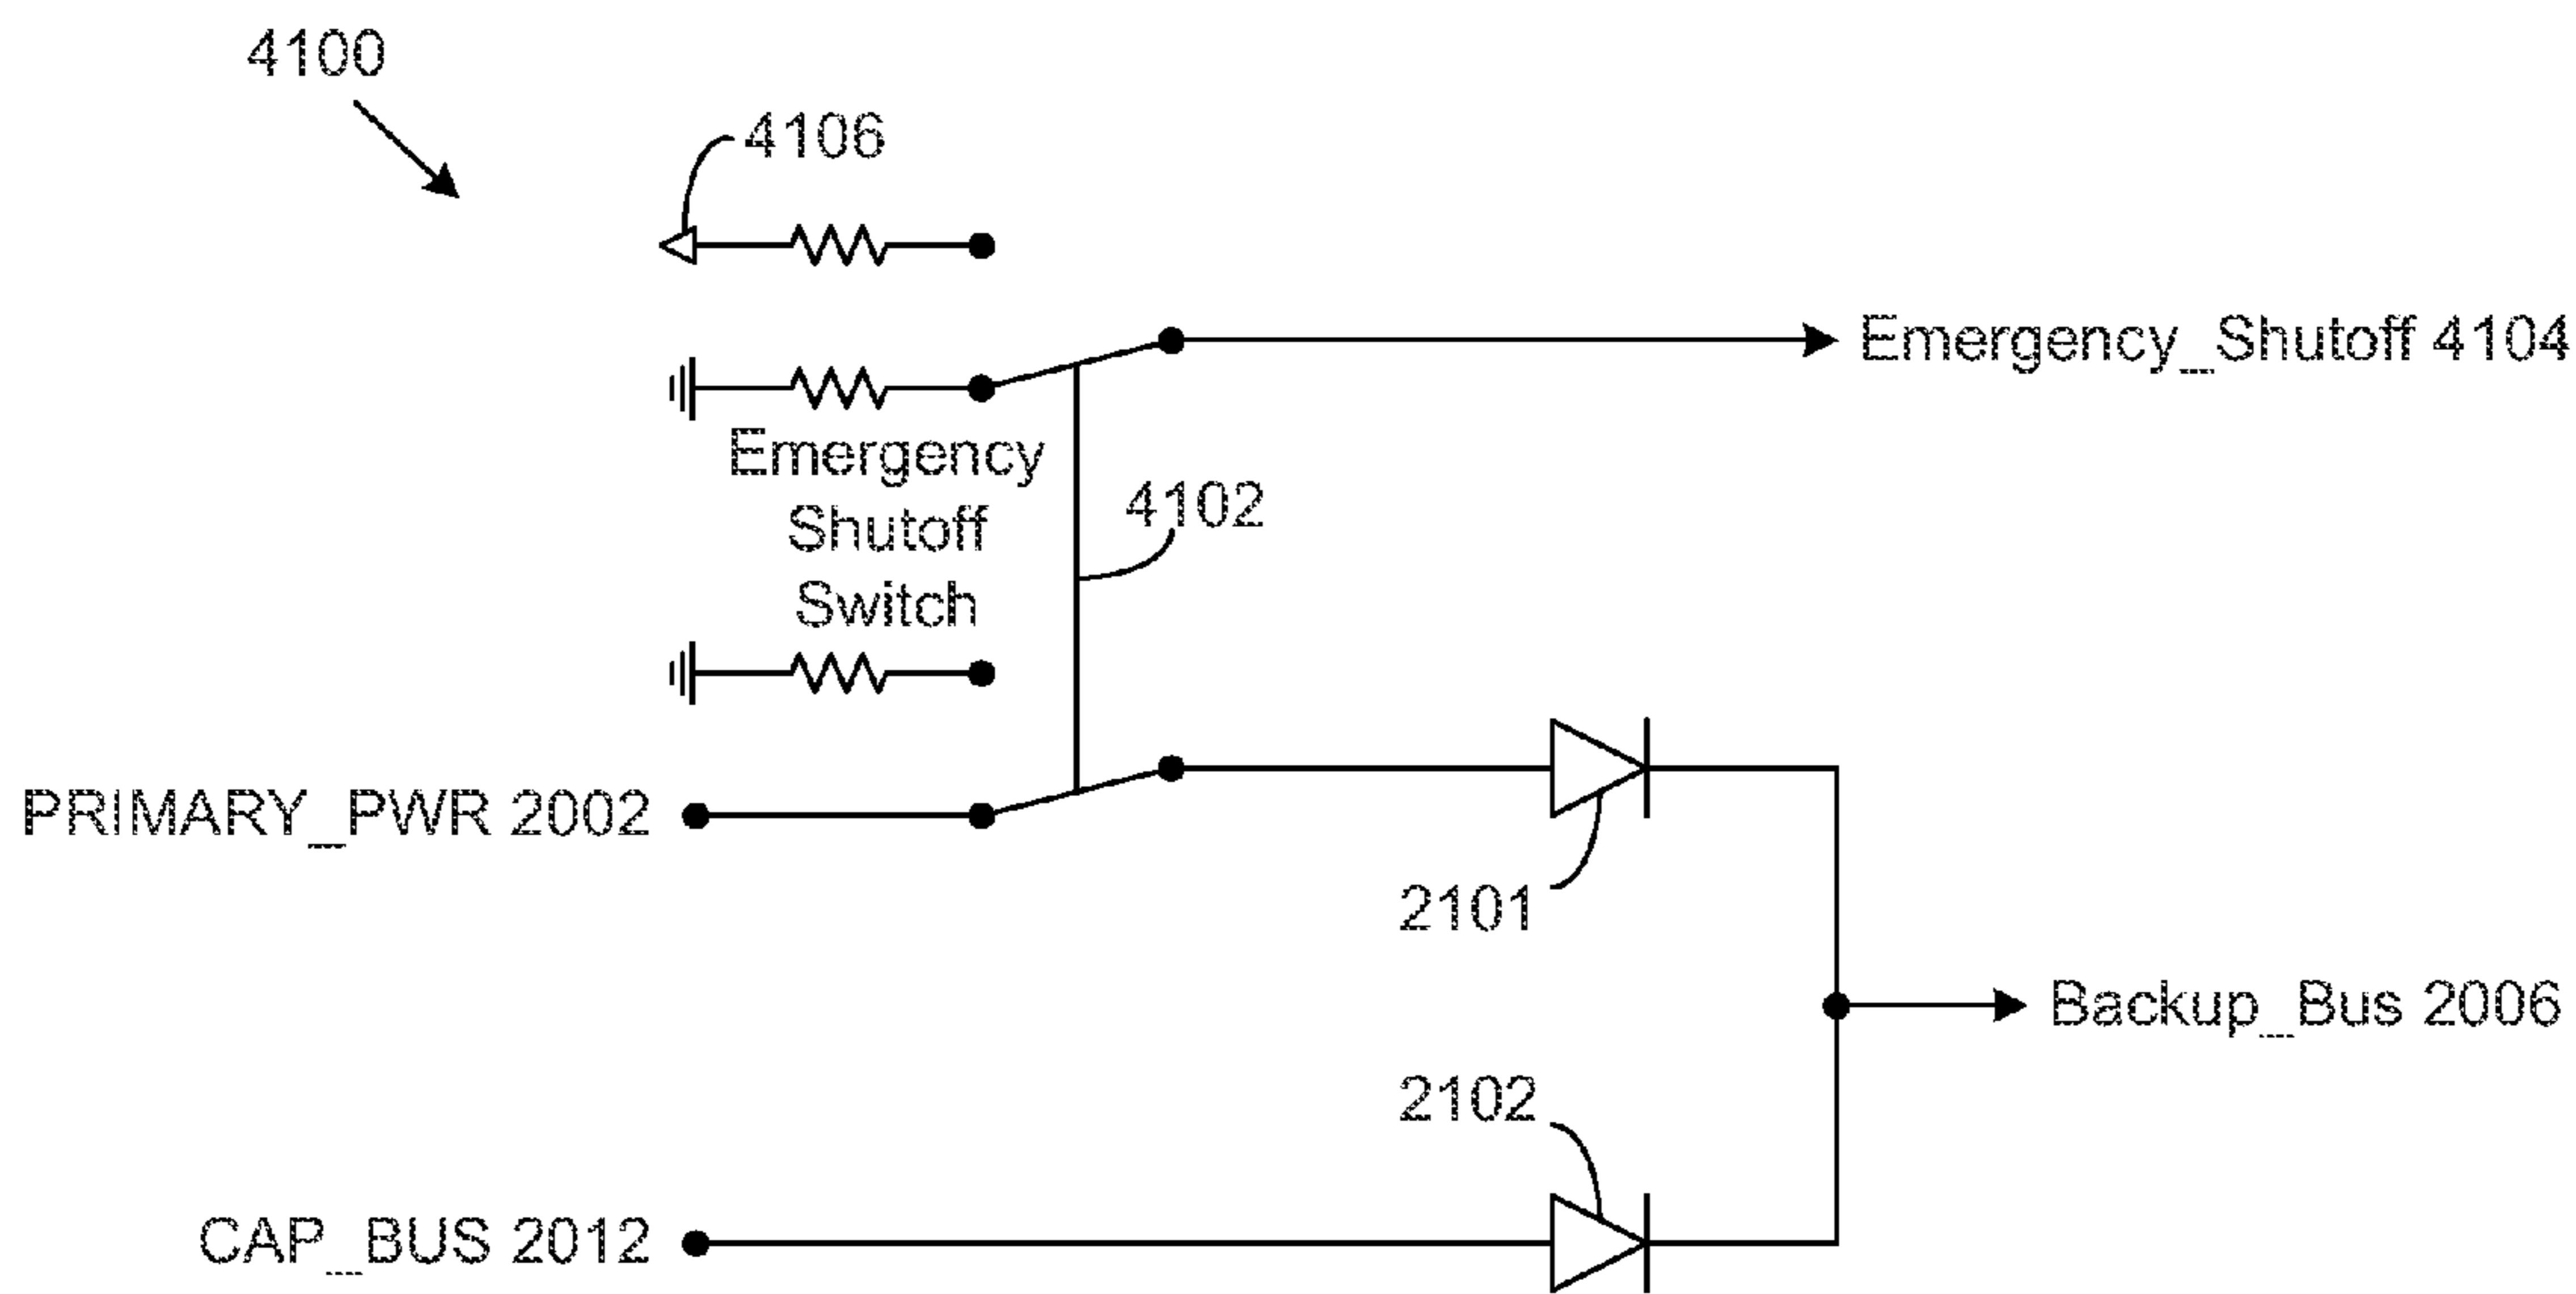 4100
4106
Emergency_Shutoff 4104
Emergency
Shutoff
Switch
4102
PRIMARY_PWR 2002
2101
Backup_Bus 2006
2102
CAP_BUS 2012